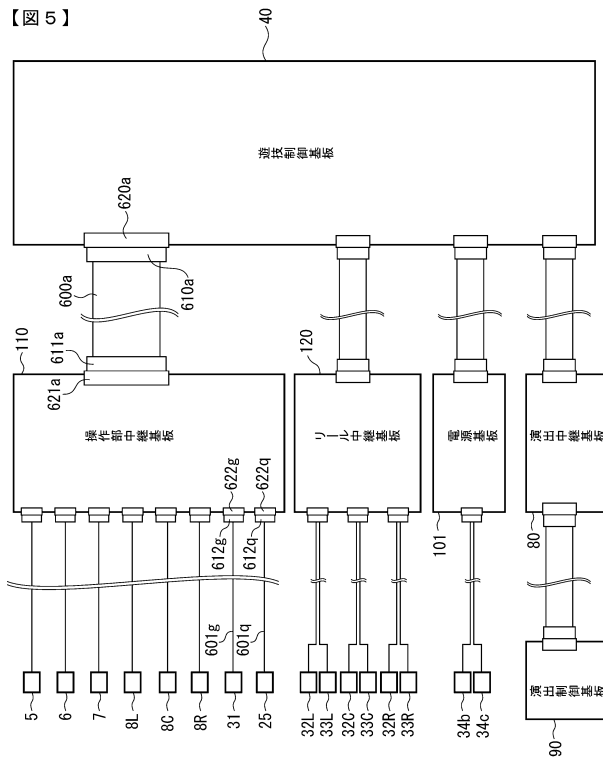 【図５】
40
遊技制御基板
620a
610a
600a
611a
621a
110
操作部中継基板
120
リール中継基板
101
電源基板
80
演出中継基板
622g
612g
622q
612q
601g
601q
5
6
7
8L
8C
8R
31
25
32L
33L
32C
33C
32R
33R
34b
34c
演出制御基板
90